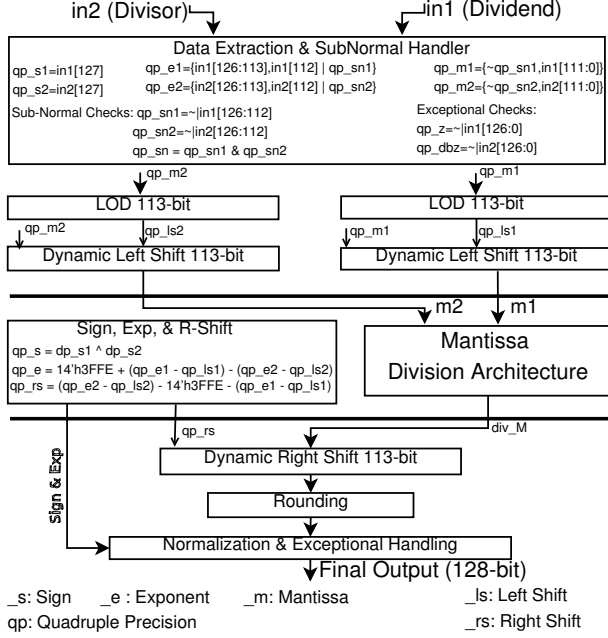 in2 (Divisor) in1 (Dividend)
Data Extraction & SubNormal Handler
qp_s1=in1[127] qp_e1={in1[126:113],in1[112] | qp_sn1} qp_m1={~qp_sn1,in1[111:0]}
qp_s2=in2[127] qp_e2={in2[126:113],in2[112] | qp_sn2} qp_m2={~qp_sn2,in2[111:0]}
Sub-Normal Checks: qp_sn1=~|in1[126:112] Exceptional Checks:
qp_sn2=~|in2[126:112] qp_z=~|in1[126:0]
qp_sn = qp_sn1 & qp_sn2 qp_dbz=~|in2[126:0]
qp_m2 qp_m1
LOD 113-bit LOD 113-bit
qp_m2 qp_ls2 qp_m1 qp_ls1
Dynamic Left Shift 113-bit Dynamic Left Shift 113-bit
m2 m1
Sign, Exp, & R-Shift
qp_s = dp_s1 ^ dp_s2
qp_e = 14'h3FFE + (qp_e1 - qp_ls1) - (qp_e2 - qp_ls2)
qp_rs = (qp_e2 - qp_ls2) - 14'h3FFE - (qp_e1 - qp_ls1)
Mantissa
Division Architecture
qp_rs div_M
Dynamic Right Shift 113-bit
Sign & Exp
Rounding
Normalization & Exceptional Handling
Final Output (128-bit)
_s: Sign _e : Exponent _m: Mantissa _ls: Left Shift
qp: Quadruple Precision _rs: Right Shift